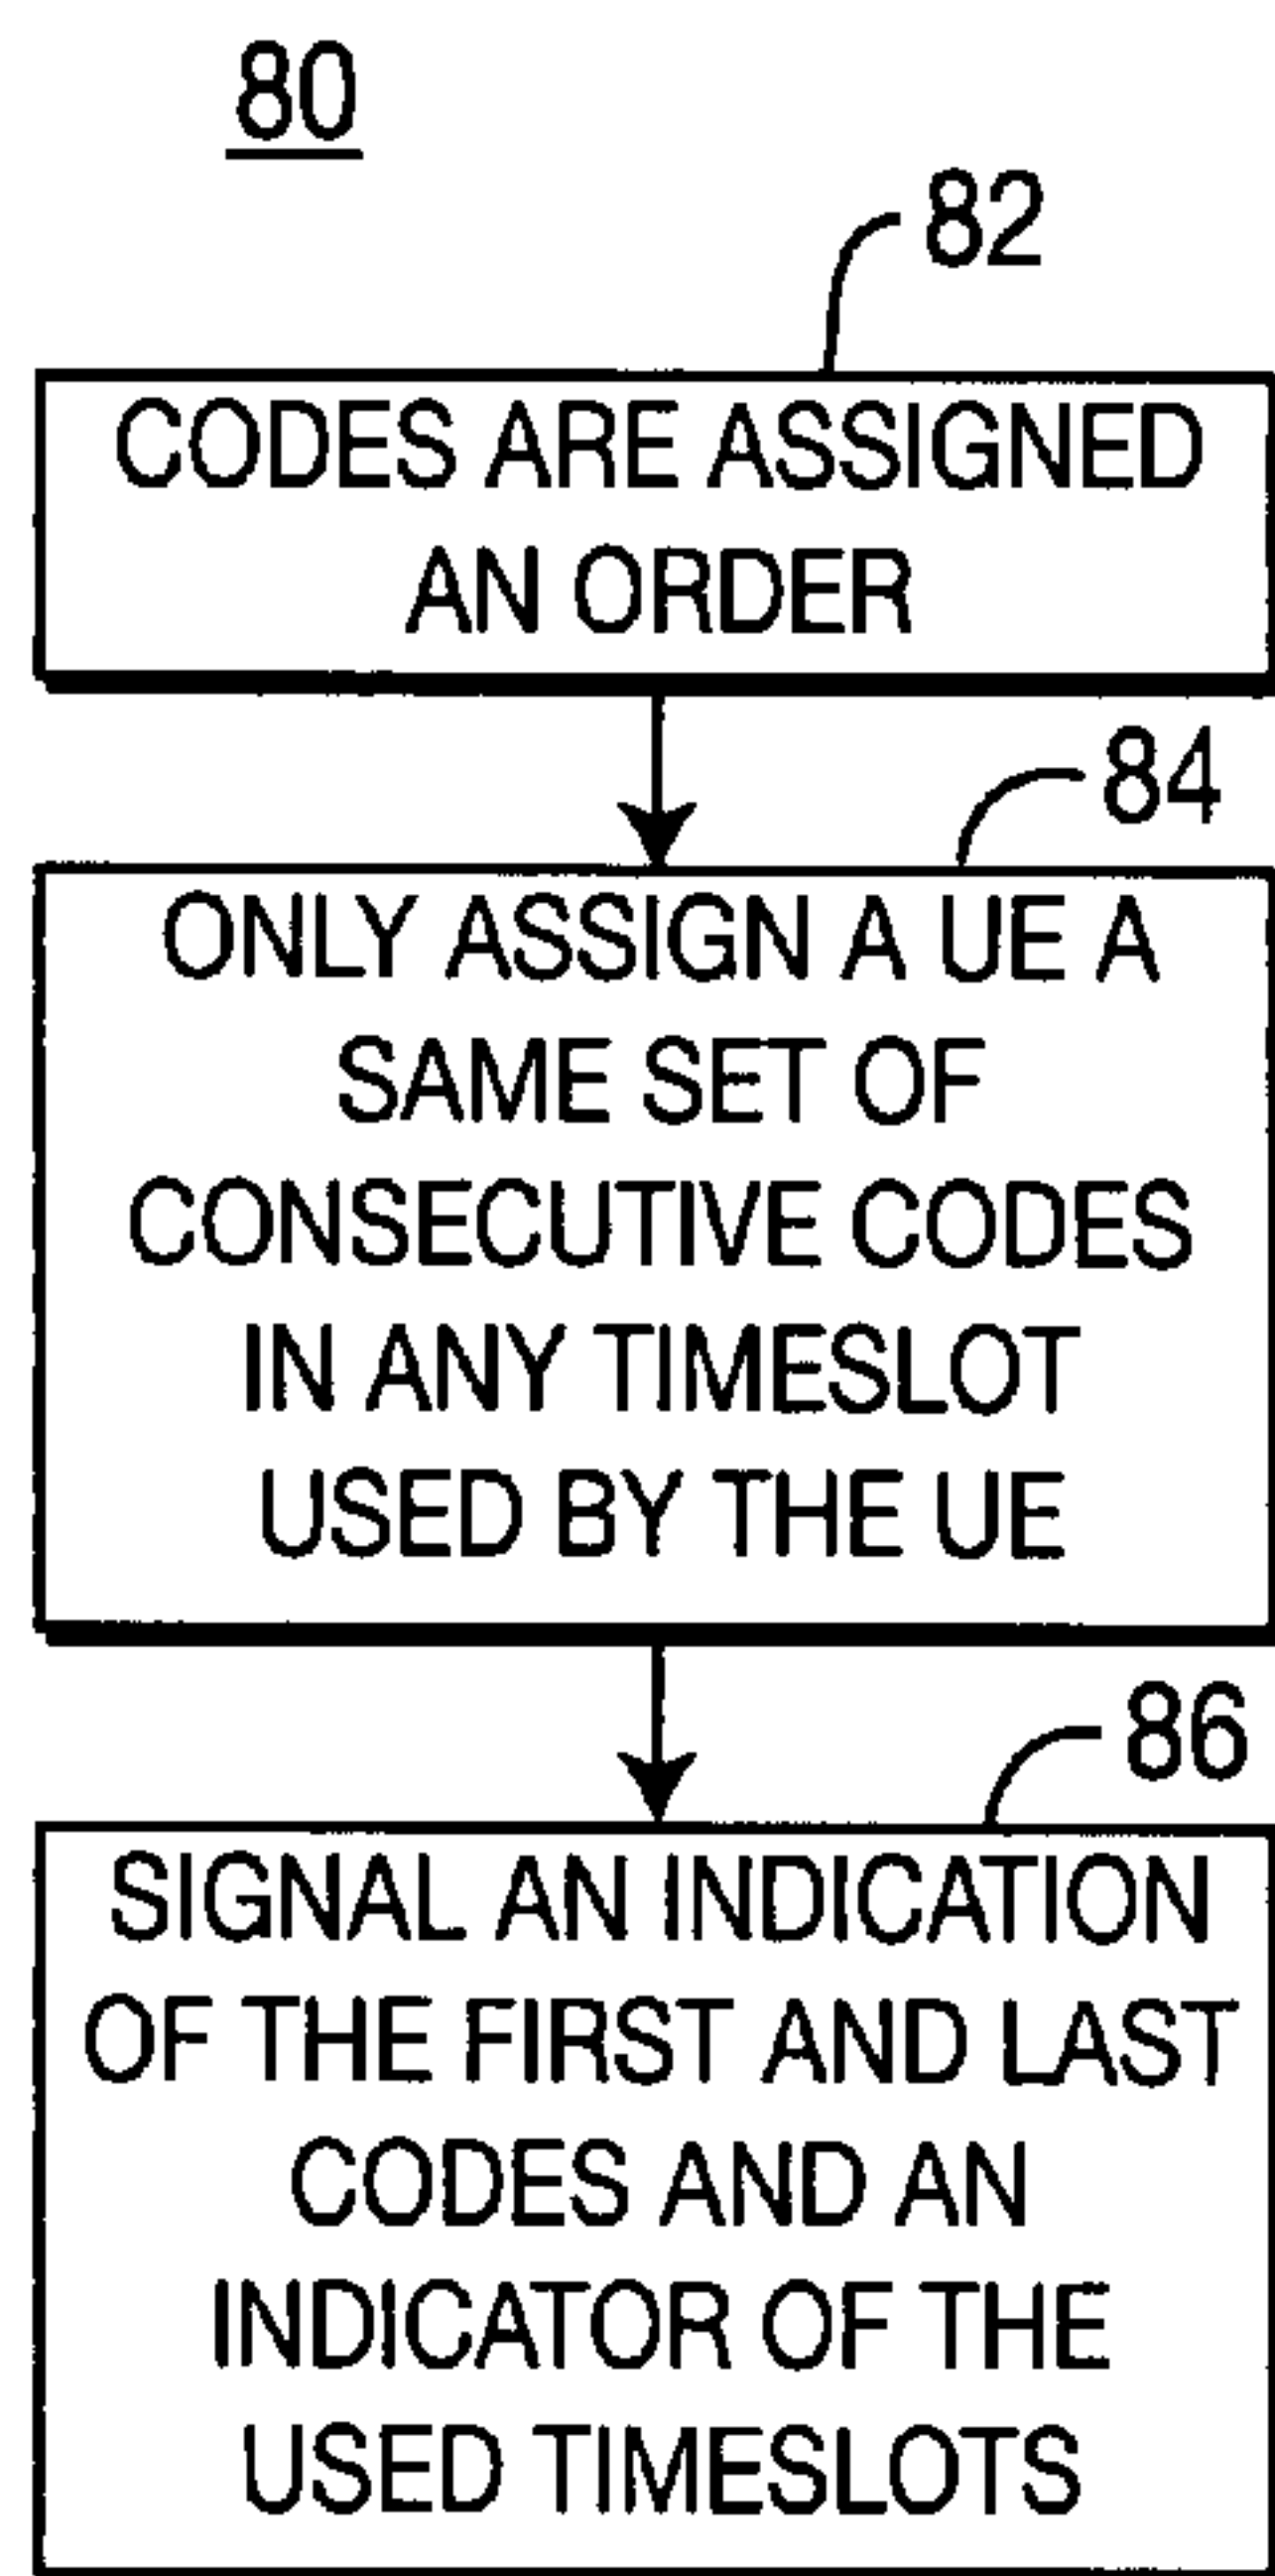 80
82
CODES ARE ASSIGNED
AN ORDER
84
ONLY ASSIGN A UE A
SAME SET OF
CONSECUTIVE CODES
IN ANY TIMESLOT
USED BY THE UE
86
SIGNAL AN INDICATION
OF THE FIRST AND LAST
CODES AND AN
INDICATOR OF THE
USED TIMESLOTS